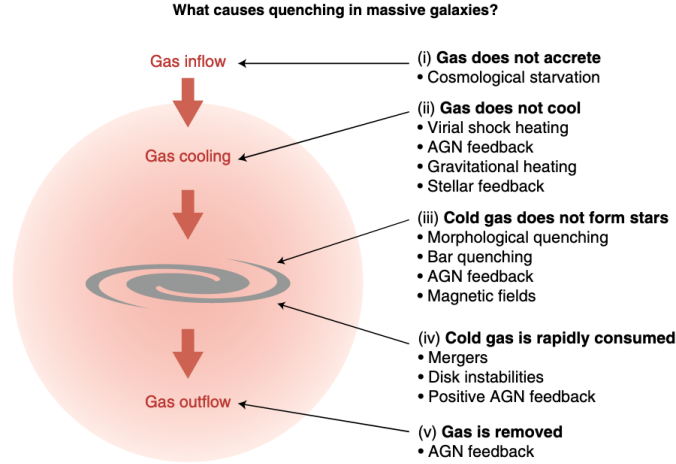 What causes quenching in massive galaxies?
Gas inflow
(i) Gas does not accrete
• Cosmological starvation
Gas cooling
(ii) Gas does not cool
• Virial shock heating
• AGN feedback
• Gravitational heating
• Stellar feedback
(iii) Cold gas does not form stars
• Morphological quenching
• Bar quenching
• AGN feedback
• Magnetic fields
(iv) Cold gas is rapidly consumed
• Mergers
• Disk instabilities
• Positive AGN feedback
Gas outflow
(v) Gas is removed
• AGN feedback